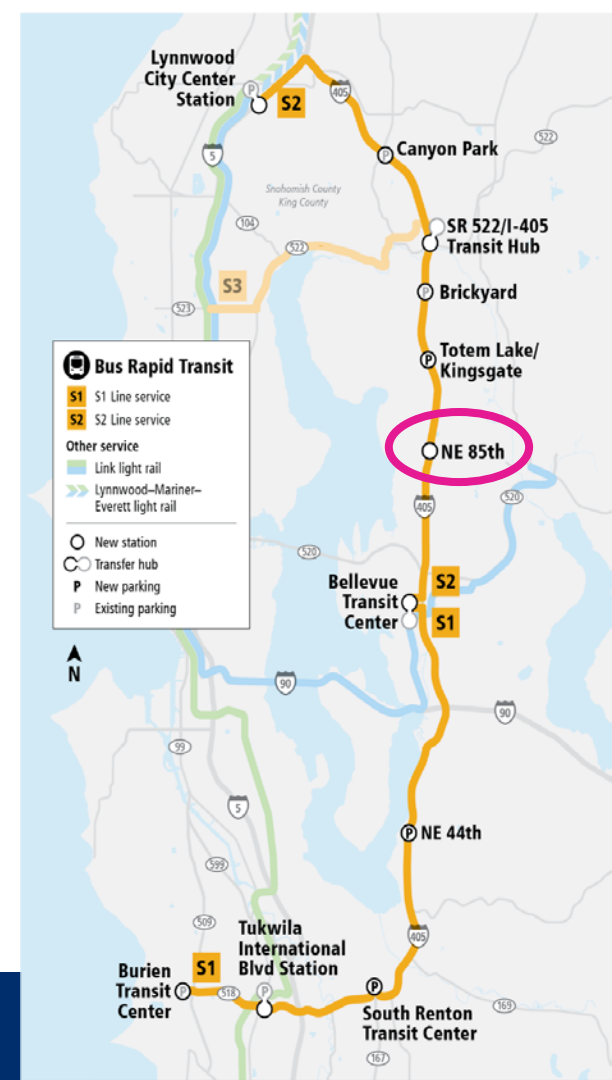 Lynnwood
City Center
Station
P
S2
405
5
Canyon Park
P
522
Snohomish County
King County
104
522
SR 522/I-405
Transit Hub
S3
523
P
Brickyard
Bus Rapid Transit
S1 S1 Line service
S2 S2 Line service
Other service
Link light rail
Lynnwood–Mariner–
Everett light rail
New station
Transfer hub
P New parking
P Existing parking
P
Totem Lake/
Kingsgate
NE 85th
405
520
520
Bellevue
Transit
Center
S2
S1
N
90
90
99
5
P
NE 44th
599
509
405
Tukwila
International
Blvd Station
P
Burien
Transit
Center
P
S1
518
P
South Renton
Transit Center
169
167